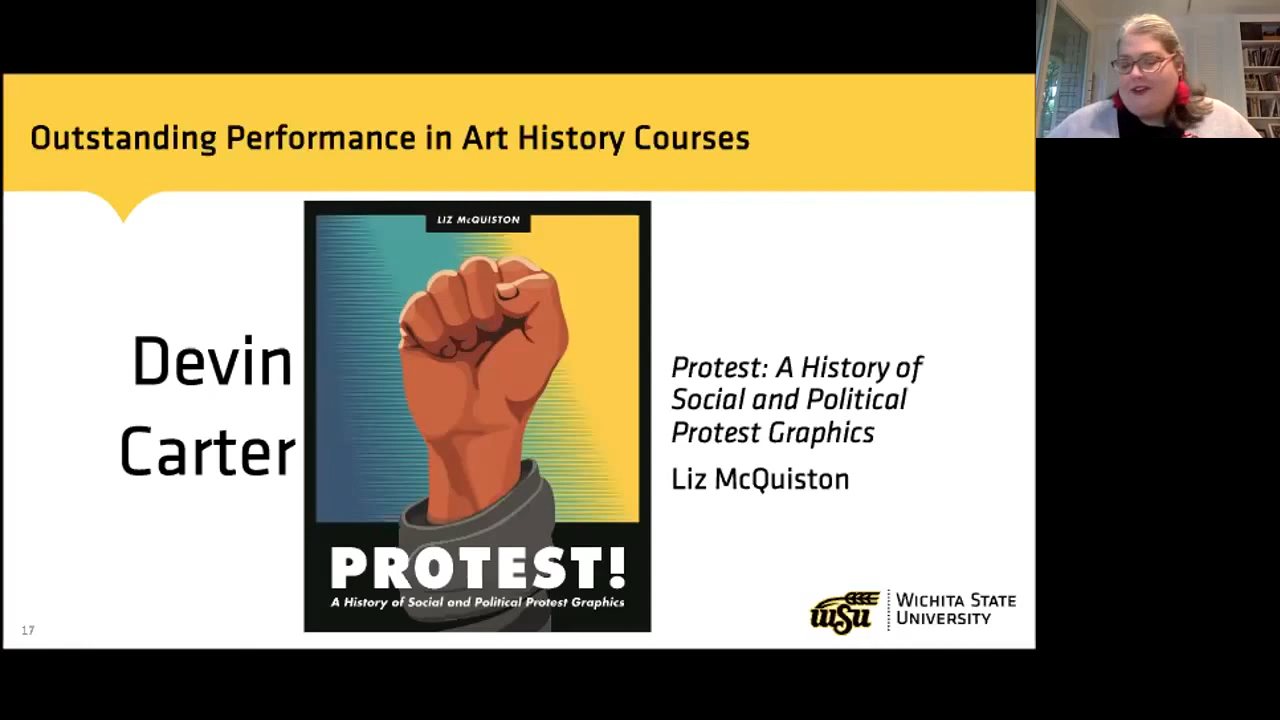 Outstanding Performance in Art History Courses
LIZ McQUISTON
Devin
Carter
PROTEST!
A History of Social and Political Protest Graphics
Protest: A History of
Social and Political
Protest Graphics
Liz McQuiston
wsu
WICHITA STATE
UNIVERSITY
17